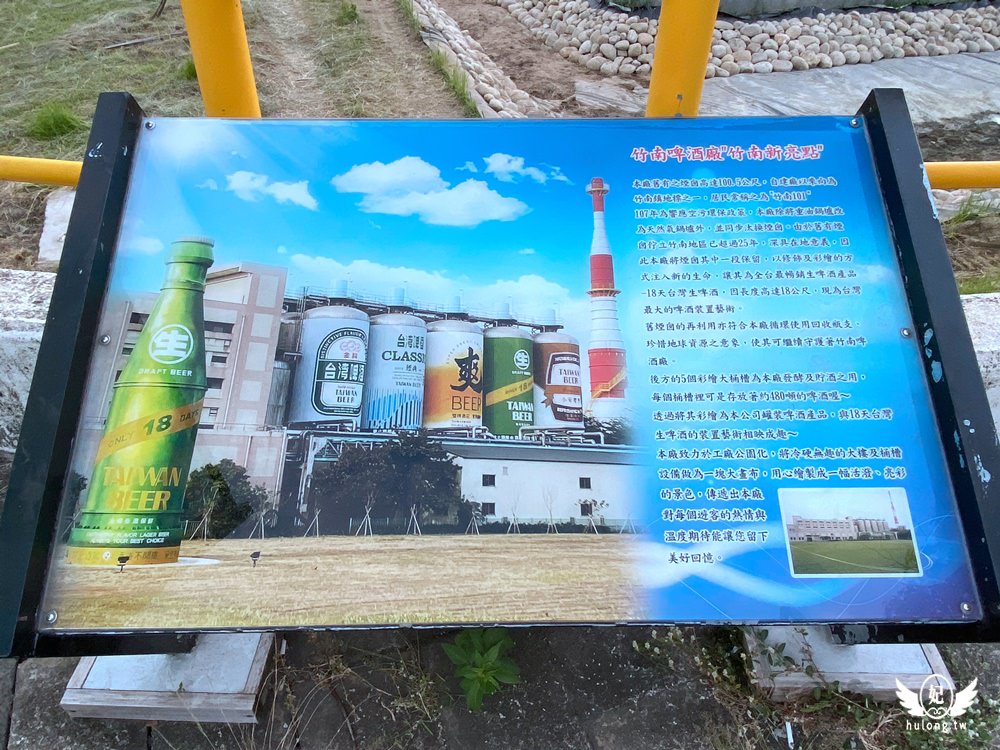 竹南啤酒廠"竹南新亮點"
本廠舊有之煙囪高達100.5公尺，自建廠以來向為
竹南鎮地標之一，居民常稱之為"竹南101"
107年為響應空污環保政策，本廠除將重油鍋爐改
為天然氣鍋爐外，並同步汰換煙囪。由於舊有煙
囪佇立竹南地區已超過25年，深具在地意義，因
此本廠將煙囪其中一段保留，以修飾及彩繪的方
式注入新的生命，讓其為全台最暢銷生啤酒產品
-18天台灣生啤酒，因長度高達18公尺，現為台灣
最大的啤酒裝置藝術。
舊煙囪的再利用亦符合本廠循環使用回收瓶支、
珍惜地球資源之意象，使其可繼續守護著竹南啤
酒廠。
後方的5個彩繪大桶槽為本廠發酵及貯酒之用，
每個桶槽裡可是存放著約480噸的啤酒喔～
透過將其彩繪為本公司罐裝啤酒產品，與18天台灣
生啤酒的裝置藝術相映成趣～
本廠致力於工廠公園化，將冷硬無趣的大樓及桶槽
設備做為一塊大畫布，用心繪製成一幅活潑、亮彩
的景色，傳遞出本廠
對每個遊客的熱情與
溫度期待能讓您留下
美好回憶。
生
DRAFT BEER
ONLY 18 DAYS
TAIWAN
BEER
台灣啤酒
TAIWAN
BEER
台灣啤酒
CLASSIC
經典
TAIWAN
BEER
爽
BEER
生
18
TAIWAN
BEER
TAIWAN
BEER
妃
hulong.tw